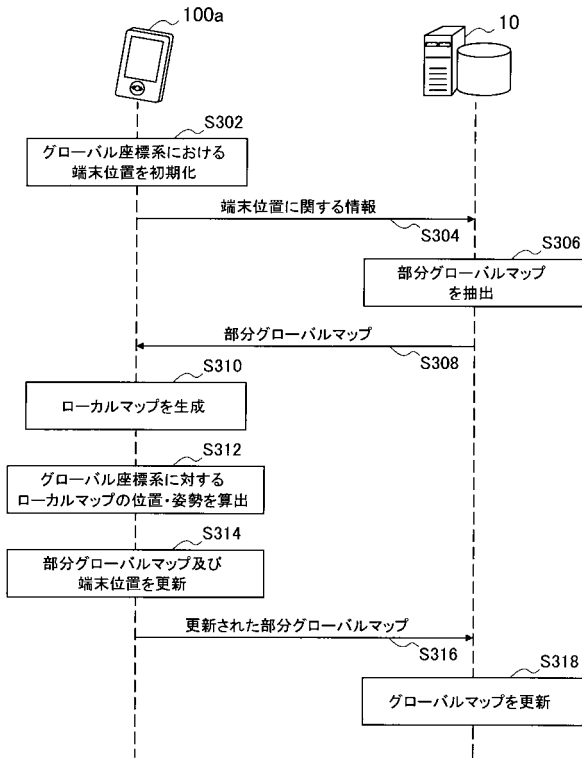 100a
10
S302
グローバル座標系における
端末位置を初期化
端末位置に関する情報
S304
S306
部分グローバルマップ
を抽出
部分グローバルマップ
S308
S310
ローカルマップを生成
S312
グローバル座標系に対する
ローカルマップの位置・姿勢を算出
S314
部分グローバルマップ及び
端末位置を更新
更新された部分グローバルマップ
S316
S318
グローバルマップを更新